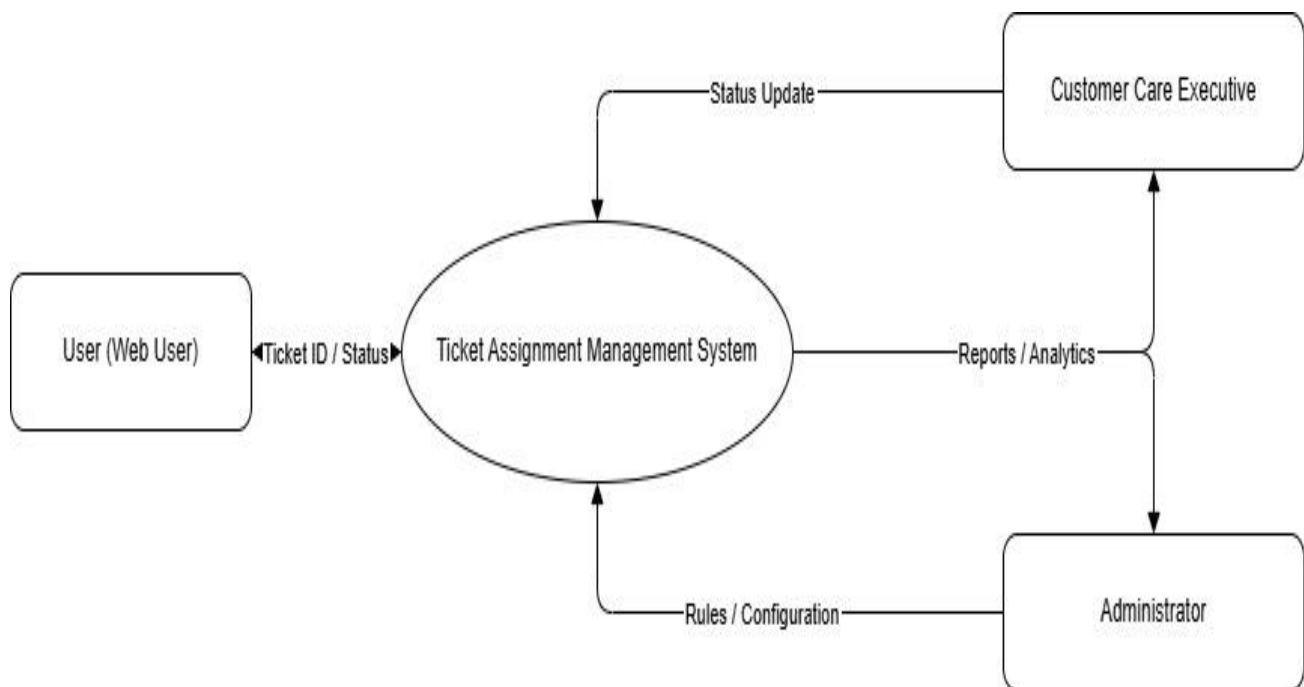 Customer Care Executive
Status Update
User (Web User)
Ticket ID / Status
Ticket Assignment Management System
Reports / Analytics
Rules / Configuration
Administrator